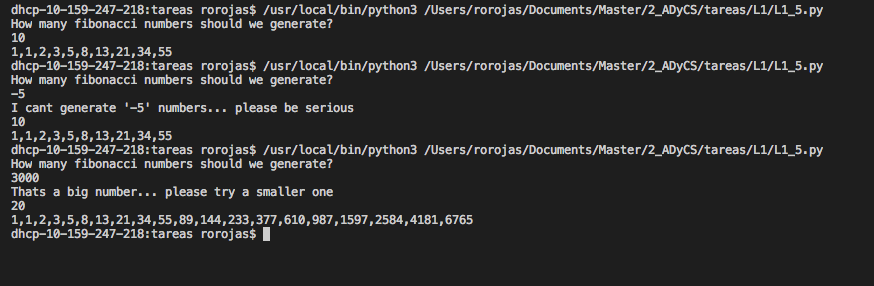 dhcp-10-159-247-218:tareas rorojas$ /usr/local/bin/python3 /Users/rorojas/Documents/Master/2_ADyCS/tareas/L1/L1_5.py
How many fibonacci numbers should we generate?
10
1,1,2,3,5,8,13,21,34,55
dhcp-10-159-247-218:tareas rorojas$ /usr/local/bin/python3 /Users/rorojas/Documents/Master/2_ADyCS/tareas/L1/L1_5.py
How many fibonacci numbers should we generate?
-5
I cant generate '-5' numbers... please be serious
10
1,1,2,3,5,8,13,21,34,55
dhcp-10-159-247-218:tareas rorojas$ /usr/local/bin/python3 /Users/rorojas/Documents/Master/2_ADyCS/tareas/L1/L1_5.py
How many fibonacci numbers should we generate?
3000
Thats a big number... please try a smaller one
20
1,1,2,3,5,8,13,21,34,55,89,144,233,377,610,987,1597,2584,4181,6765
dhcp-10-159-247-218:tareas rorojas$